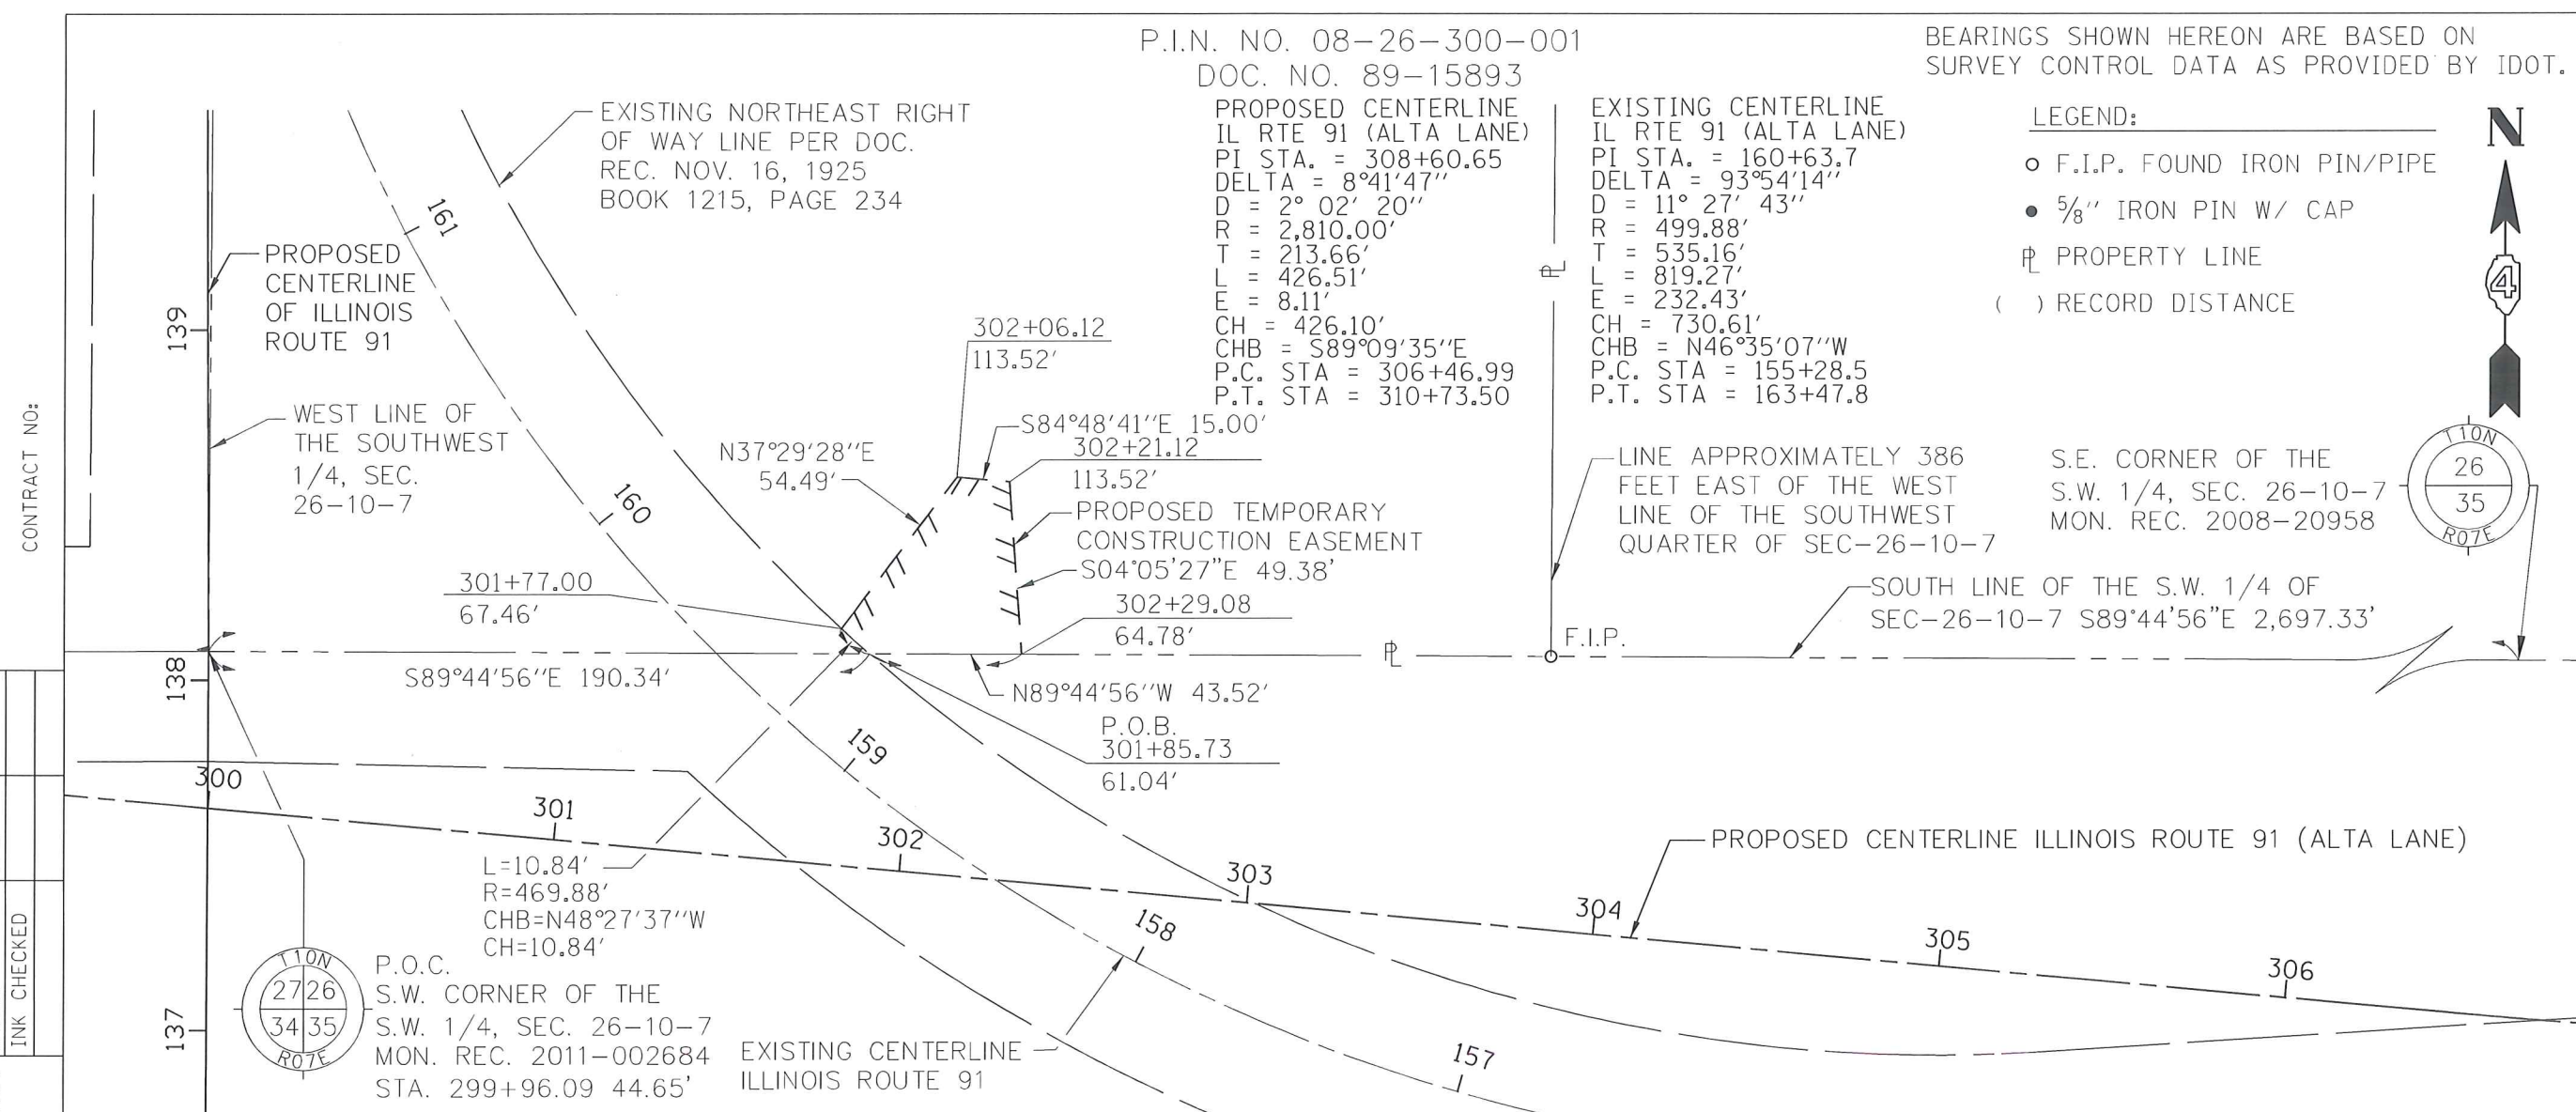 P.I.N. NO. 08-26-300-001
DOC. NO. 89-15893
BEARINGS SHOWN HEREON ARE BASED ON
SURVEY CONTROL DATA AS PROVIDED BY IDOT.
EXISTING NORTHEAST RIGHT
OF WAY LINE PER DOC.
REC. NOV. 16, 1925
BOOK 1215, PAGE 234
PROPOSED CENTERLINE
IL RTE 91 (ALTA LANE)
PI STA. = 308+60.65
DELTA = 8°41'47"
D = 2° 02' 20"
R = 2,810.00'
T = 213.66'
L = 426.51'
E = 8.11'
CH = 426.10'
CHB = S89°09'35"E
P.C. STA = 306+46.99
P.T. STA = 310+73.50
EXISTING CENTERLINE
IL RTE 91 (ALTA LANE)
PI STA. = 160+63.7
DELTA = 93°54'14"
D = 11° 27' 43"
R = 499.88'
T = 535.16'
L = 819.27'
E = 232.43'
CH = 730.61'
CHB = N46°35'07"W
P.C. STA = 155+28.5
P.T. STA = 163+47.8
LEGEND:
F.I.P. FOUND IRON PIN/PIPE
5/8" IRON PIN W/ CAP
PL PROPERTY LINE
( ) RECORD DISTANCE
N
4
161
PROPOSED
CENTERLINE
OF ILLINOIS
ROUTE 91
139
WEST LINE OF
THE SOUTHWEST
1/4, SEC.
26-10-7
CONTRACT NO:
302+06.12
113.52'
S84°48'41"E 15.00'
302+21.12
113.52'
N37°29'28"E
54.49'
PROPOSED TEMPORARY
CONSTRUCTION EASEMENT
S04°05'27"E 49.38'
302+29.08
64.78'
160
301+77.00
67.46'
PL
LINE APPROXIMATELY 386
FEET EAST OF THE WEST
LINE OF THE SOUTHWEST
QUARTER OF SEC-26-10-7
S.E. CORNER OF THE
S.W. 1/4, SEC. 26-10-7
MON. REC. 2008-20958
T10N
26
35
R07E
SOUTH LINE OF THE S.W. 1/4 OF
SEC-26-10-7 S89°44'56"E 2,697.33'
F.I.P.
PL
138
S89°44'56"E 190.34'
N89°44'56"W 43.52'
P.O.B.
301+85.73
61.04'
159
300
301
302
303
304
305
306
PROPOSED CENTERLINE ILLINOIS ROUTE 91 (ALTA LANE)
L=10.84'
R=469.88'
CHB=N48°27'37"W
CH=10.84'
158
157
137
T10N
27 26
34 35
R07E
P.O.C.
S.W. CORNER OF THE
S.W. 1/4, SEC. 26-10-7
MON. REC. 2011-002684
STA. 299+96.09 44.65'
EXISTING CENTERLINE
ILLINOIS ROUTE 91
INK CHECKED